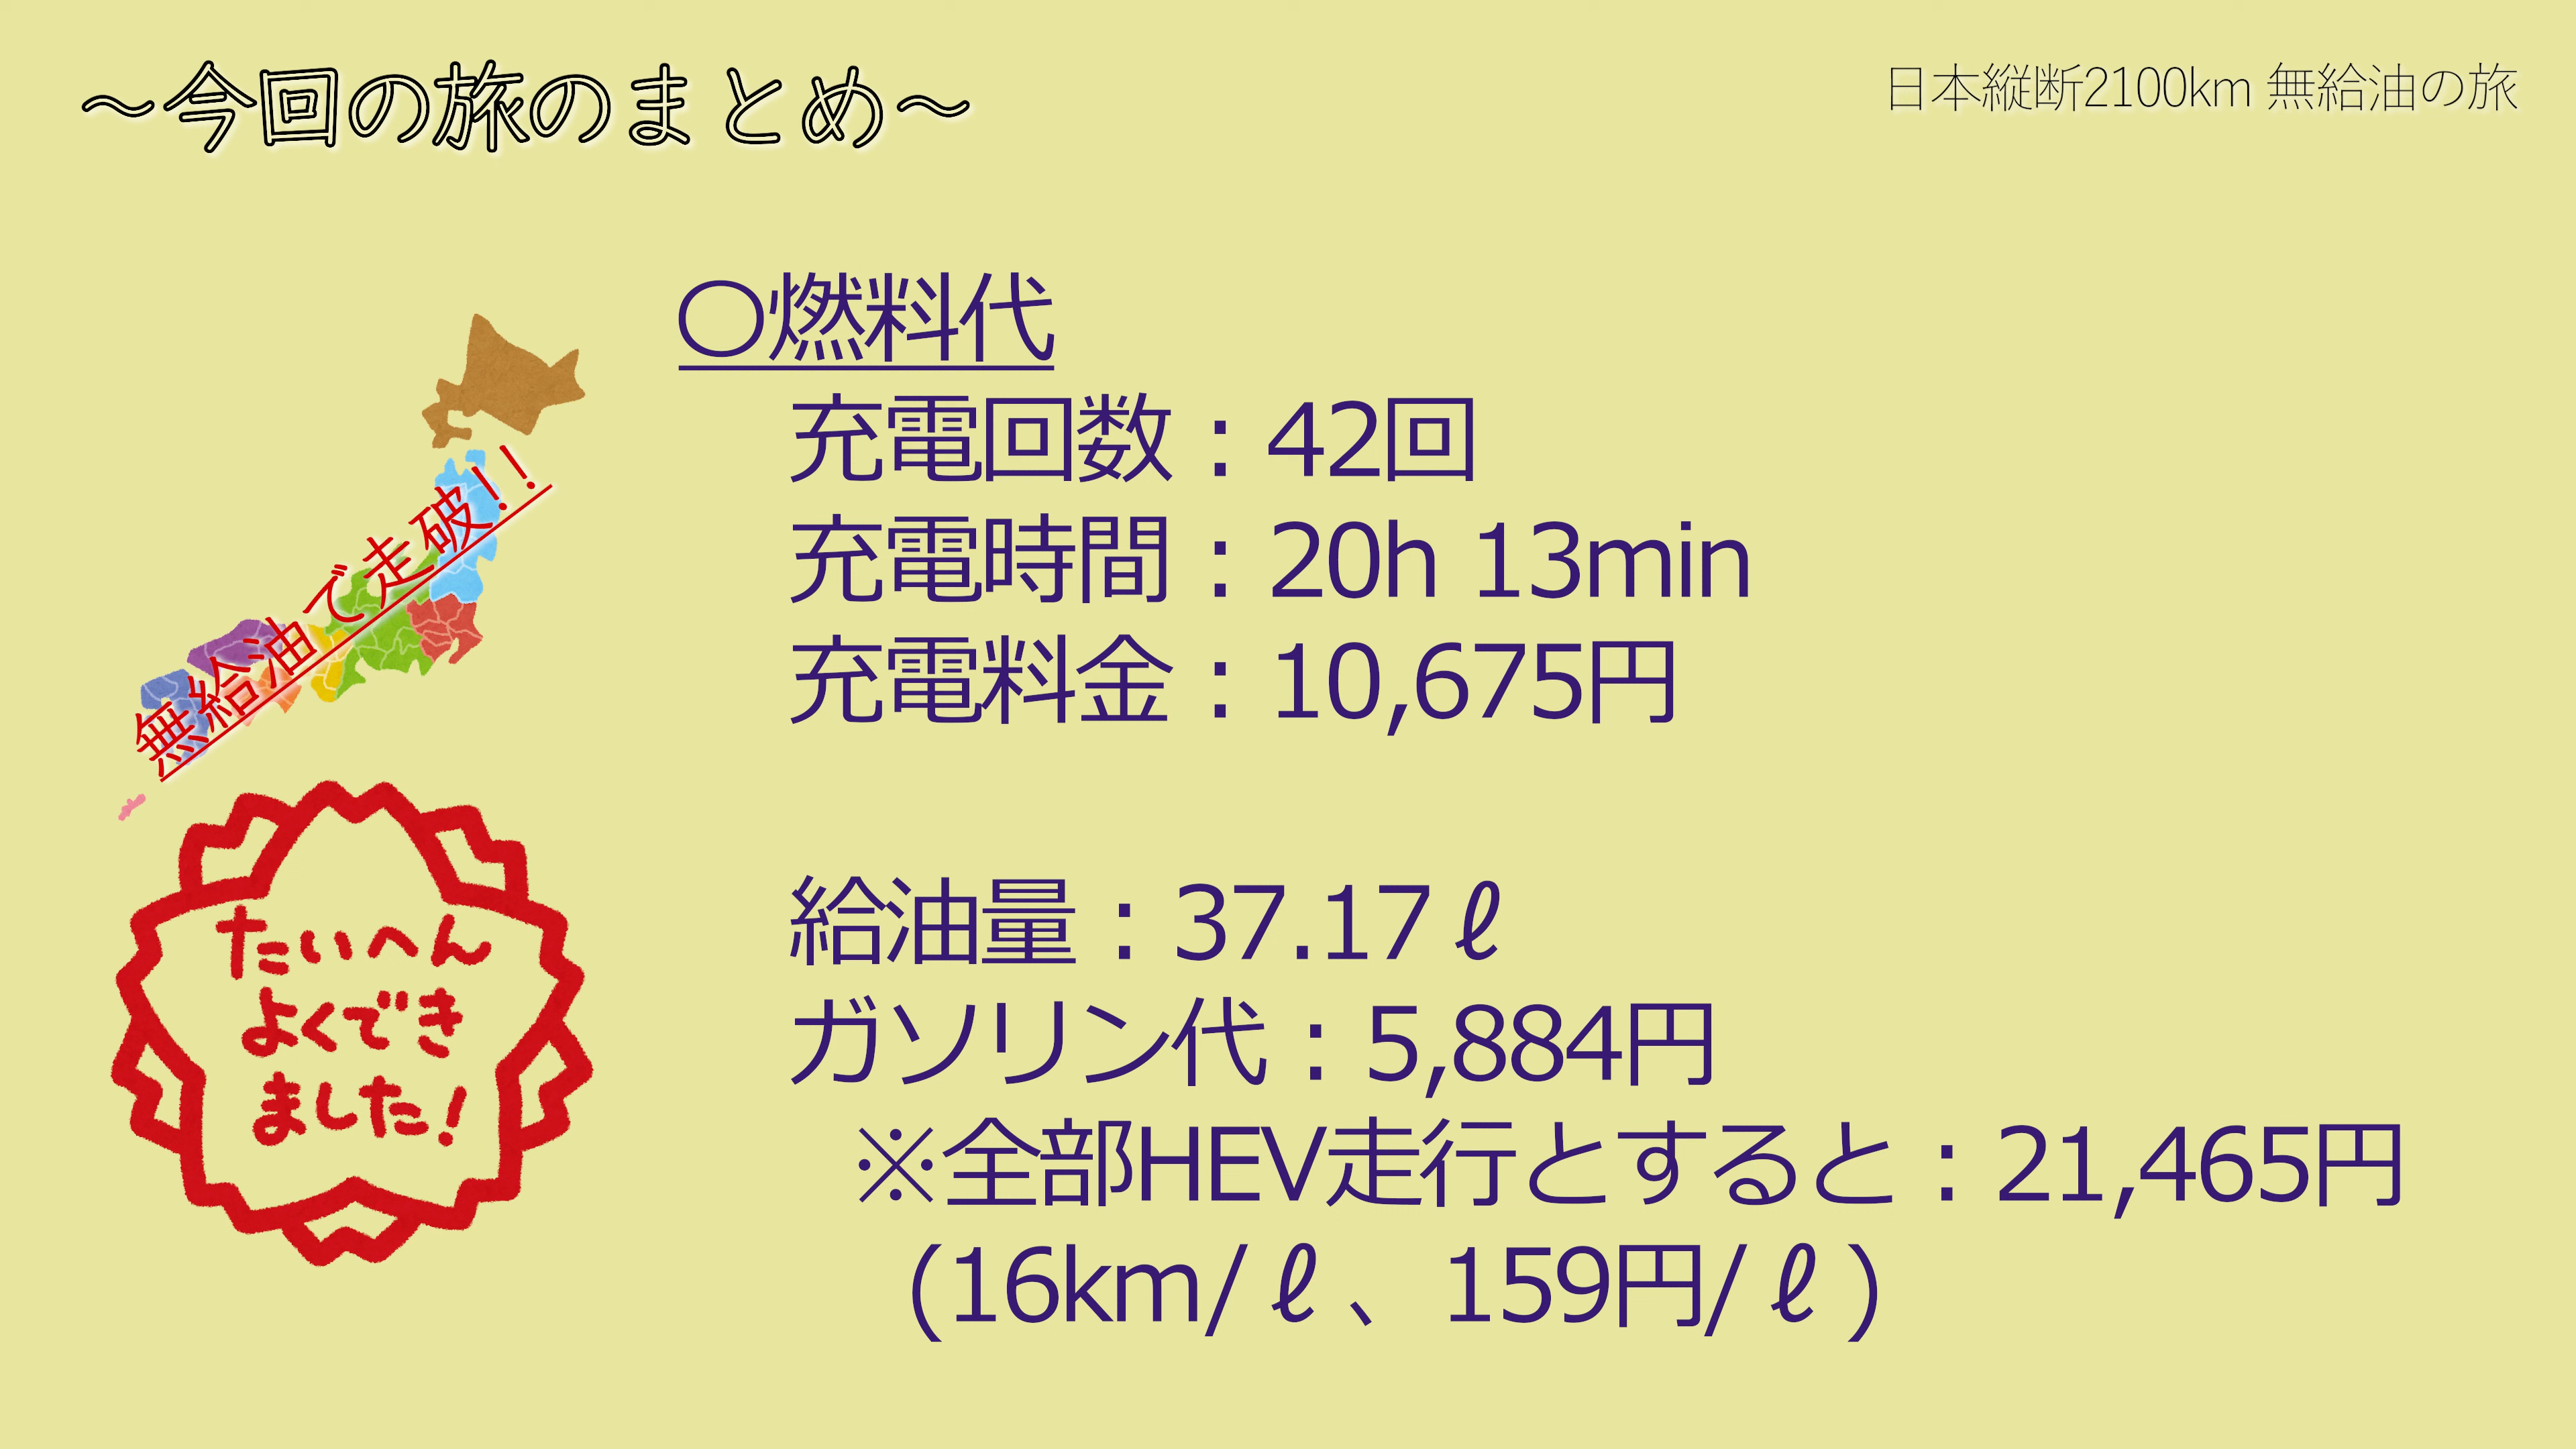 ～今回の旅のまとめ～
日本縦断2100km 無給油の旅
〇燃料代
充電回数：42回
充電時間：20h 13min
充電料金：10,675円
給油量：37.17ℓ
ガソリン代：5,884円
※全部HEV走行とすると：21,465円
(16km/ℓ、159円/ℓ)
無給油で走破!!
たいへん
よくでき
ました!